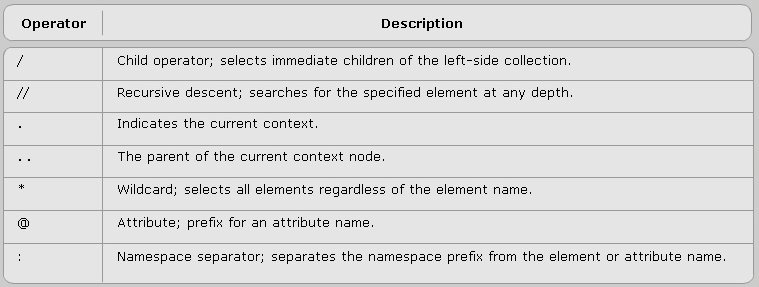 Operator Description
/ Child operator; selects immediate children of the left-side collection.
// Recursive descent; searches for the specified element at any depth.
. Indicates the current context.
.. The parent of the current context node.
* Wildcard; selects all elements regardless of the element name.
@ Attribute; prefix for an attribute name.
: Namespace separator; separates the namespace prefix from the element or attribute name.